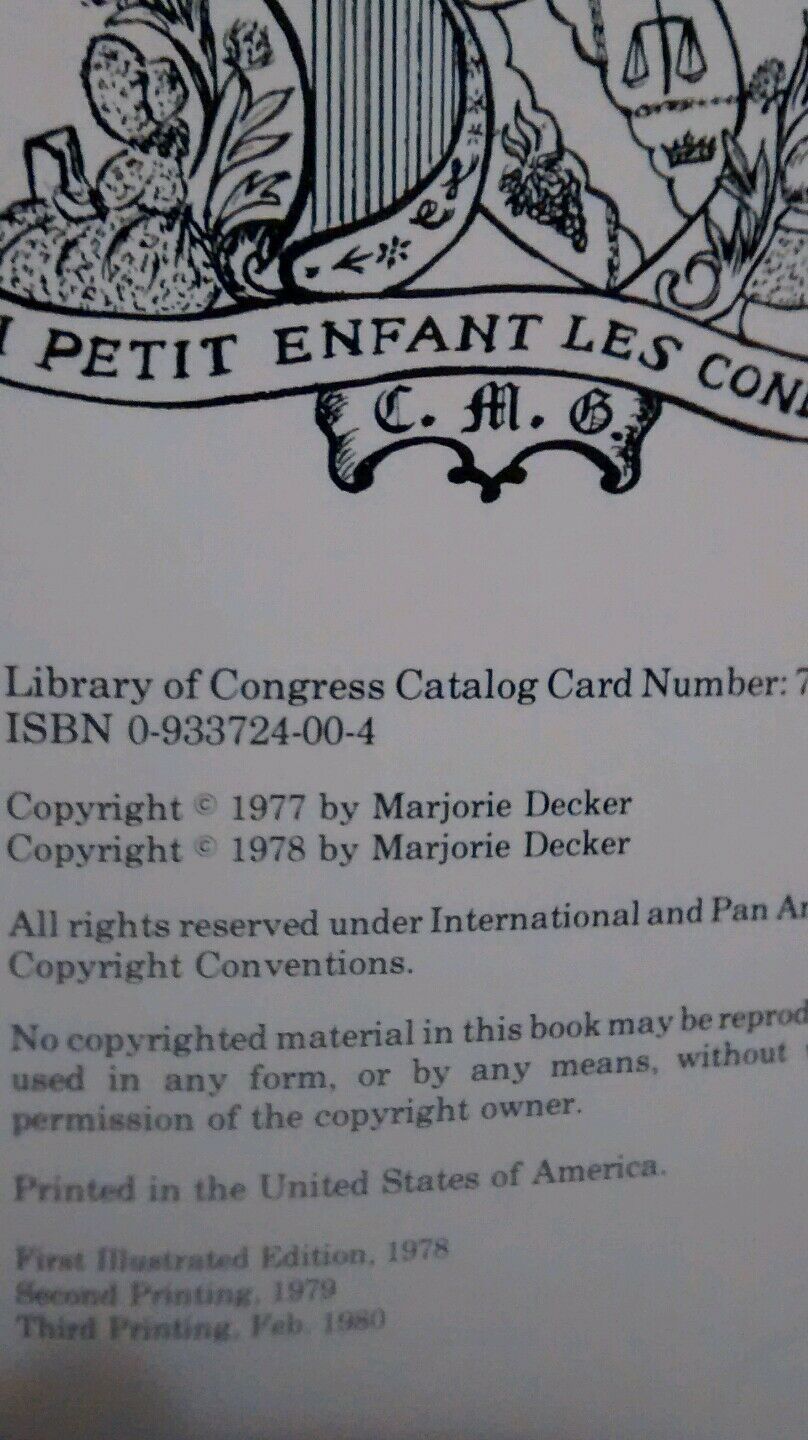 PETIT ENFANT LES
C. M. G.
Library of Congress Catalog Card Number: 7
ISBN 0-933724-00-4
Copyright © 1977 by Marjorie Decker
Copyright © 1978 by Marjorie Decker
All rights reserved under International and Pan
Copyright Conventions.
No copyrighted material in this book may be reprod
used in any form, or by any means, without
permission of the copyright owner.
Printed in the United States of America.
First Illustrated Edition, 1978
Second Printing, 1979
Third Printing, Feb. 1980